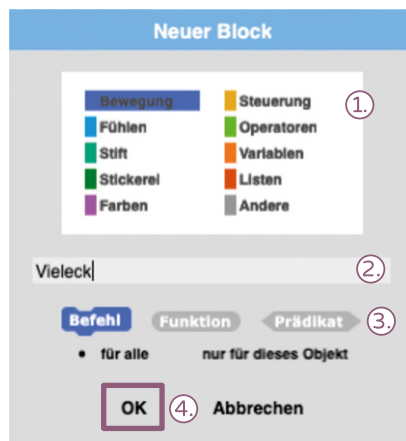 Neuer Block
Bewegung Steuerung 1.
Fühlen Operatoren
Stift Variablen
Stickerei Listen
Farben Andere
Vieleck 2.
Befehl Funktion Prädikat 3.
• für alle nur für dieses Objekt
OK 4. Abbrechen